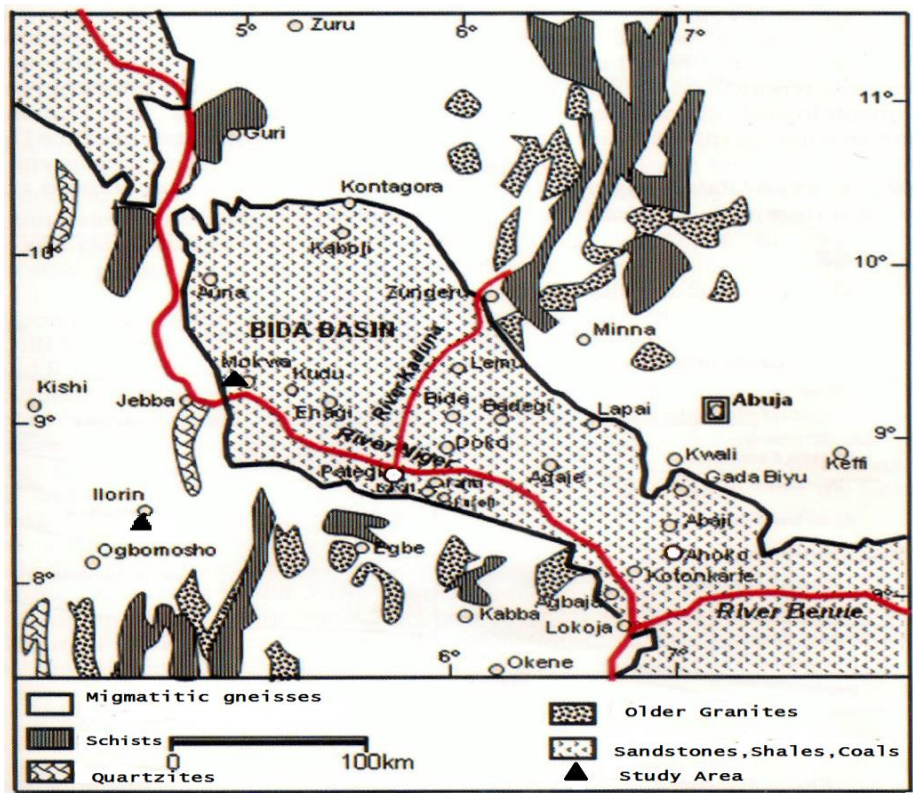 5°
Zuru
6°
7°
11°
Guri
Kontagora
Kaboji
10°
10°
Auna
Zungeru
BIDA BASIN
River Kaduna
Minna
Mokwa
Kudu
Lemu
Kishi
Jebba
Enagi
Bida
Badegi
Lapai
Abuja
9°
9°
River Niger
Doko
Kwali
Keffi
Pategi
Agaie
Gada Biyu
Ilorin
Abaji
Ogbomosho
Egbe
Ahoko
Kotonkarfe
8°
Agbaja
Kabba
River Benue
Lokoja
6°
Okene
7°
Migmatitic gneisses
Schists
Quartzites
0
100km
Older Granites
Sandstones,Shales,Coals
Study Area